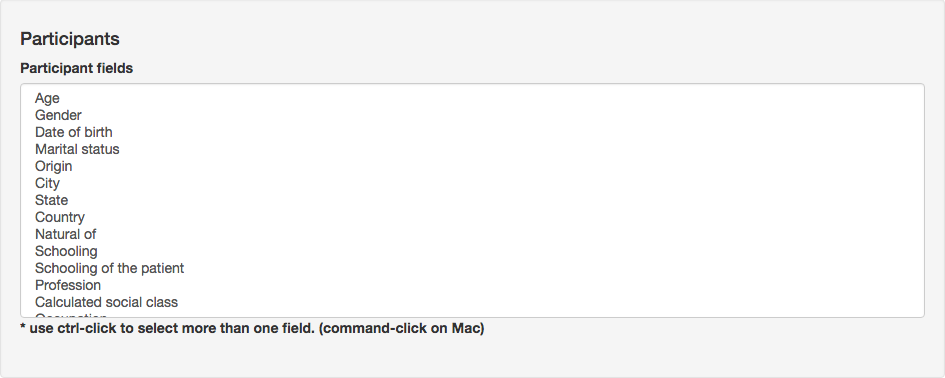 Participants
Participant fields
Age
Gender
Date of birth
Marital status
Origin
City
State
Country
Natural of
Schooling
Schooling of the patient
Profession
Calculated social class
Occupation
* use ctrl-click to select more than one field. (command-click on Mac)